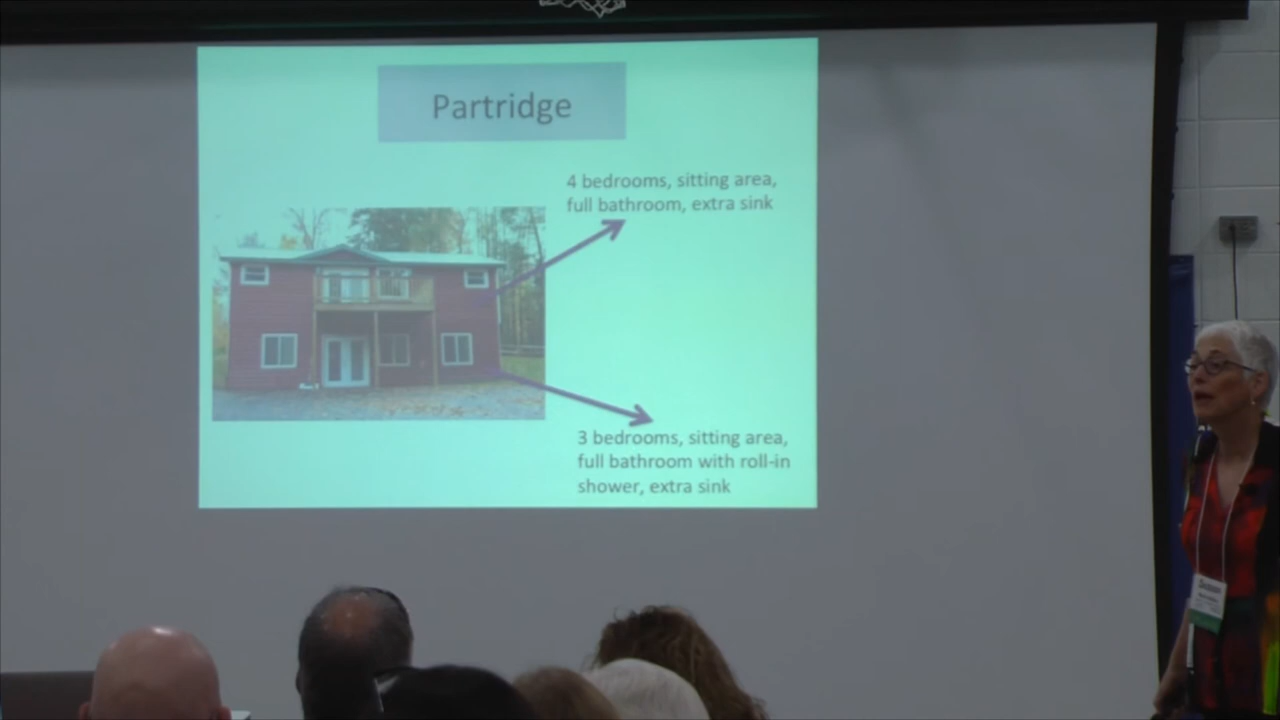 Partridge
4 bedrooms, sitting area,
full bathroom, extra sink
3 bedrooms, sitting area,
full bathroom with roll-in
shower, extra sink